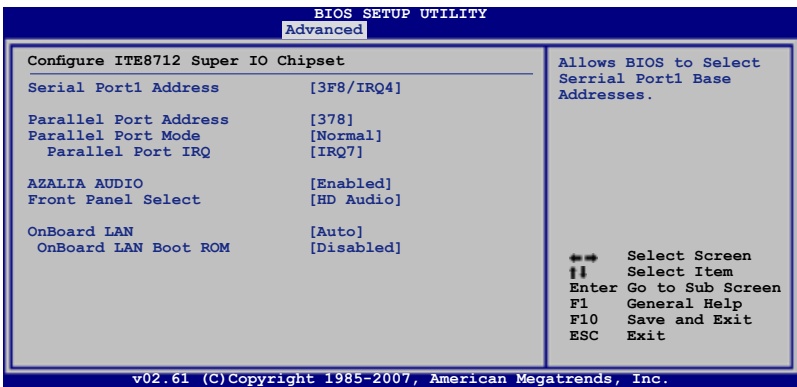 BIOS SETUP UTILITY
Advanced
Configure ITE8712 Super IO Chipset
Serial Port1 Address [3F8/IRQ4]
Parallel Port Address [378]
Parallel Port Mode [Normal]
Parallel Port IRQ [IRQ7]
AZALIA AUDIO [Enabled]
Front Panel Select [HD Audio]
OnBoard LAN [Auto]
OnBoard LAN Boot ROM [Disabled]
Allows BIOS to Select
Serrial Port1 Base
Addresses.
←→ Select Screen
↑↓ Select Item
Enter Go to Sub Screen
F1 General Help
F10 Save and Exit
ESC Exit
v02.61 (C)Copyright 1985-2007, American Megatrends, Inc.